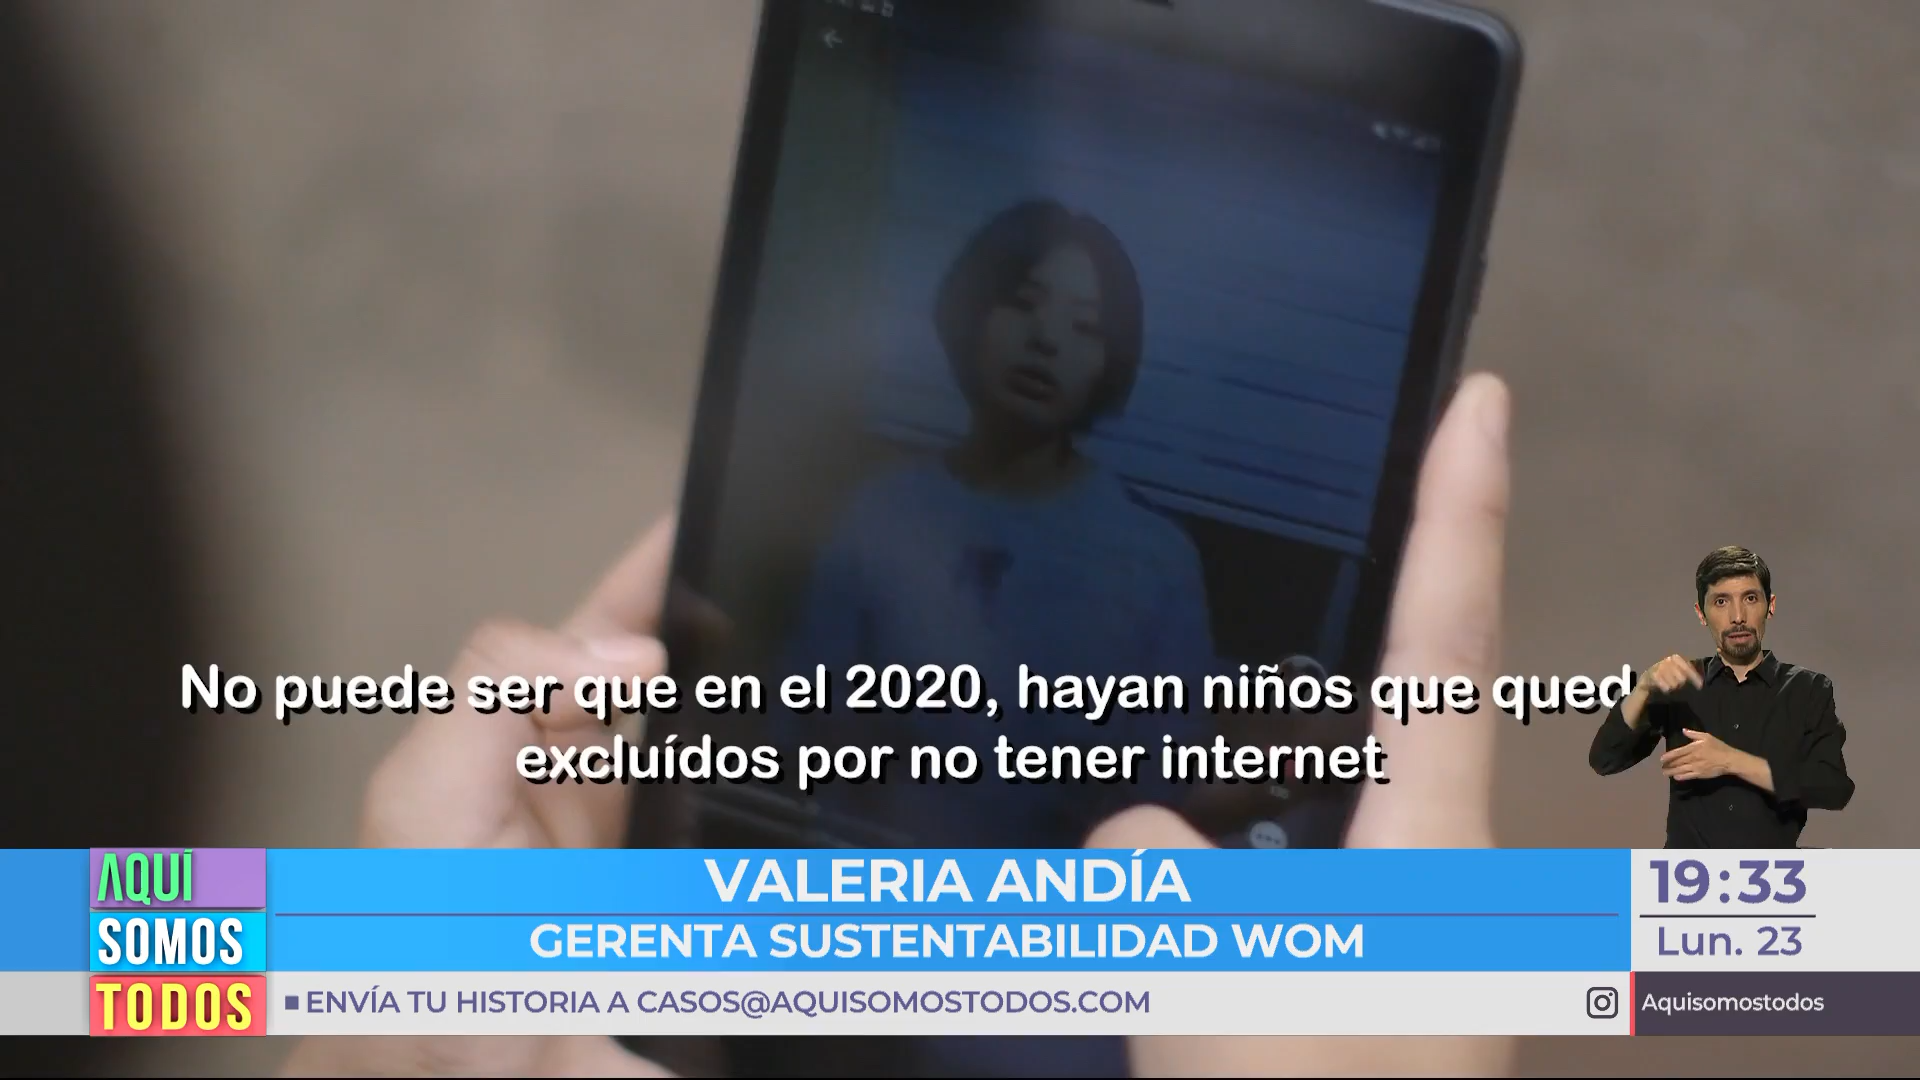 No puede ser que en el 2020, hayan niños que qued
excluídos por no tener internet
AQUÍ
SOMOS
TODOS
VALERIA ANDÍA
GERENTA SUSTENTABILIDAD WOM
ENVÍA TU HISTORIA A CASOS@AQUISOMOSTODOS.COM
19:33
Lun. 23
Aquisomostodos